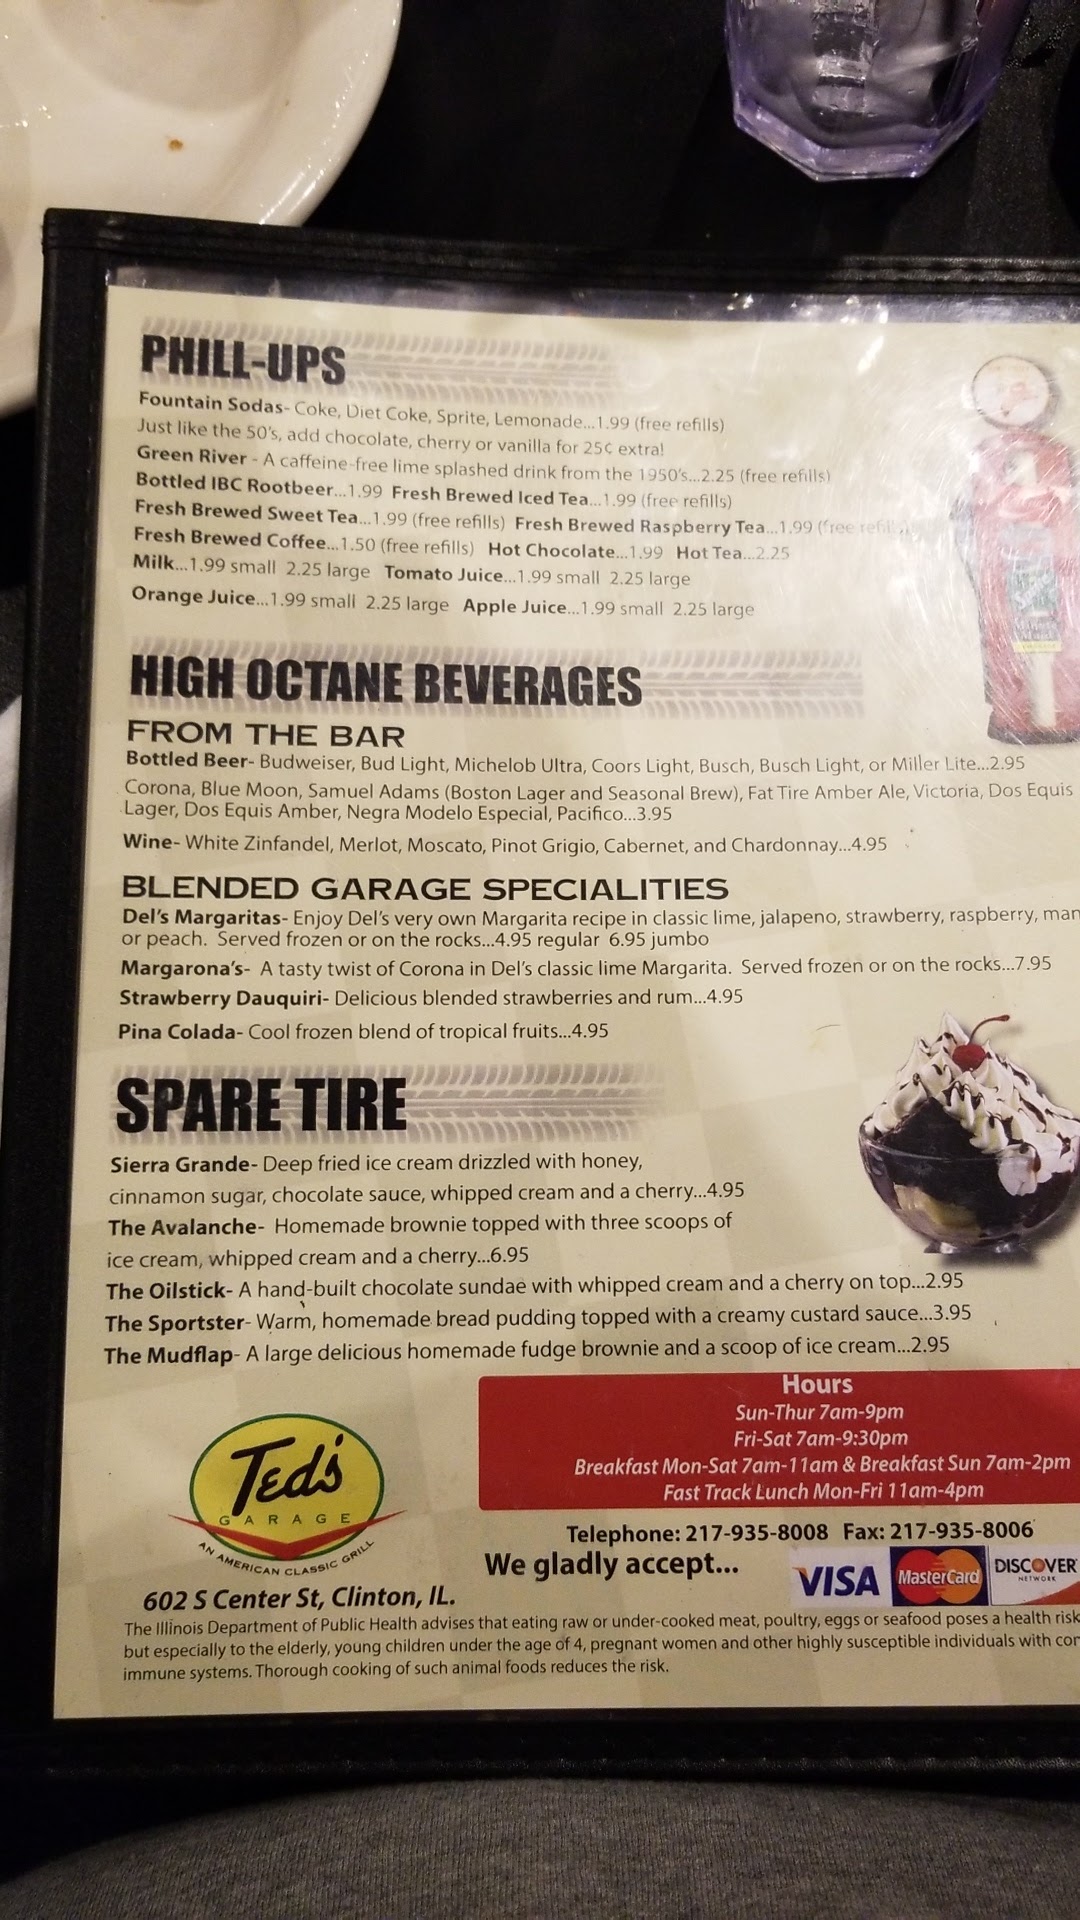 PHILL-UPS
Fountain Sodas- Coke, Diet Coke, Sprite, Lemonade...1.99 (free refills)
Just like the 50's, add chocolate, cherry or vanilla for 25¢ extra!
Green River - A caffeine-free lime splashed drink from the 1950's...2.25 (free refills)
Bottled IBC Rootbeer...1.99 Fresh Brewed Iced Tea...1.99 (free refills)
Fresh Brewed Sweet Tea...1.99 (free refills) Fresh Brewed Raspberry Tea...1.99 (free refills)
Fresh Brewed Coffee...1.50 (free refills) Hot Chocolate...1.99 Hot Tea...2.25
Milk...1.99 small 2.25 large Tomato Juice...1.99 small 2.25 large
Orange Juice...1.99 small 2.25 large Apple Juice...1.99 small 2.25 large
Minute Maid
HIGH OCTANE BEVERAGES
FROM THE BAR
Bottled Beer- Budweiser, Bud Light, Michelob Ultra, Coors Light, Busch, Busch Light, or Miller Lite...2.95
Corona, Blue Moon, Samuel Adams (Boston Lager and Seasonal Brew), Fat Tire Amber Ale, Victoria, Dos Equis
Lager, Dos Equis Amber, Negra Modelo Especial, Pacifico...3.95
Wine- White Zinfandel, Merlot, Moscato, Pinot Grigio, Cabernet, and Chardonnay...4.95
BLENDED GARAGE SPECIALITIES
Del's Margaritas- Enjoy Del's very own Margarita recipe in classic lime, jalapeno, strawberry, raspberry, man
or peach. Served frozen or on the rocks...4.95 regular 6.95 jumbo
Margarona's- A tasty twist of Corona in Del's classic lime Margarita. Served frozen or on the rocks...7.95
Strawberry Dauquiri- Delicious blended strawberries and rum...4.95
Pina Colada- Cool frozen blend of tropical fruits...4.95
SPARE TIRE
Sierra Grande- Deep fried ice cream drizzled with honey,
cinnamon sugar, chocolate sauce, whipped cream and a cherry...4.95
The Avalanche- Homemade brownie topped with three scoops of
ice cream, whipped cream and a cherry...6.95
The Oilstick- A hand-built chocolate sundae with whipped cream and a cherry on top...2.95
The Sportster- Warm, homemade bread pudding topped with a creamy custard sauce...3.95
The Mudflap- A large delicious homemade fudge brownie and a scoop of ice cream...2.95
Hours
Sun-Thur 7am-9pm
Fri-Sat 7am-9:30pm
Breakfast Mon-Sat 7am-11am & Breakfast Sun 7am-2pm
Fast Track Lunch Mon-Fri 11am-4pm
Ted's
GARAGE
AN AMERICAN CLASSIC GRILL
Telephone: 217-935-8008 Fax: 217-935-8006
We gladly accept...
VISA MasterCard DISCOVER
NETWORK
602 S Center St, Clinton, IL.
The Illinois Department of Public Health advises that eating raw or under-cooked meat, poultry, eggs or seafood poses a health risk
but especially to the elderly, young children under the age of 4, pregnant women and other highly susceptible individuals with com
immune systems. Thorough cooking of such animal foods reduces the risk.